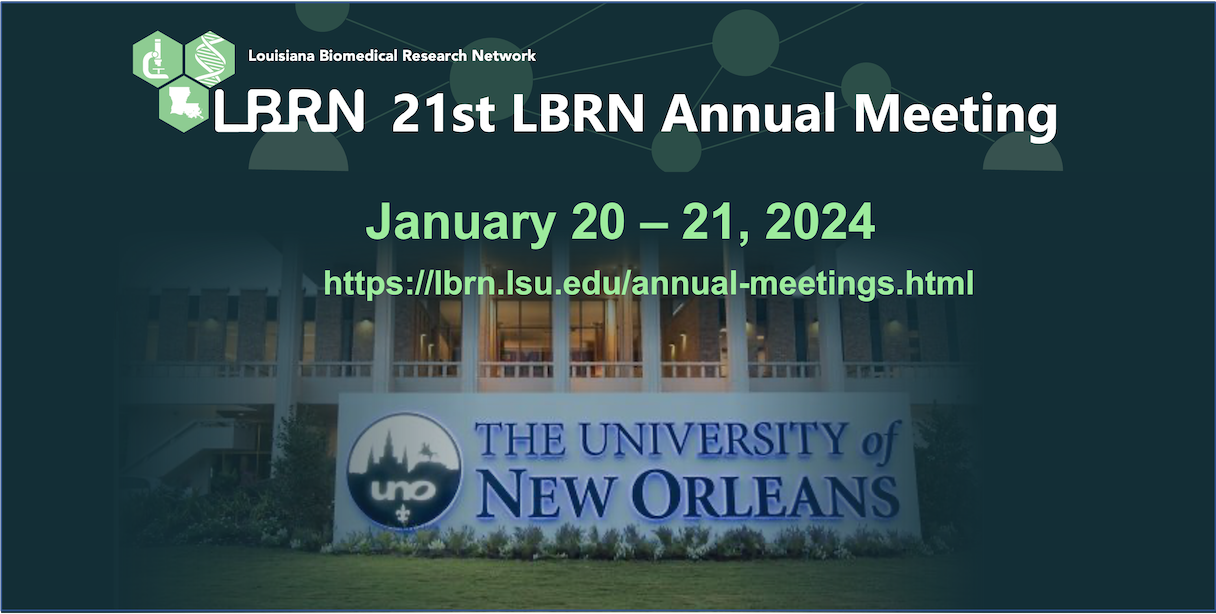 Louisiana Biomedical Research Network
LBRN 21st LBRN Annual Meeting
January 20 – 21, 2024
https://lbrn.lsu.edu/annual-meetings.html
THE UNIVERSITY of
NEW ORLEANS
uno